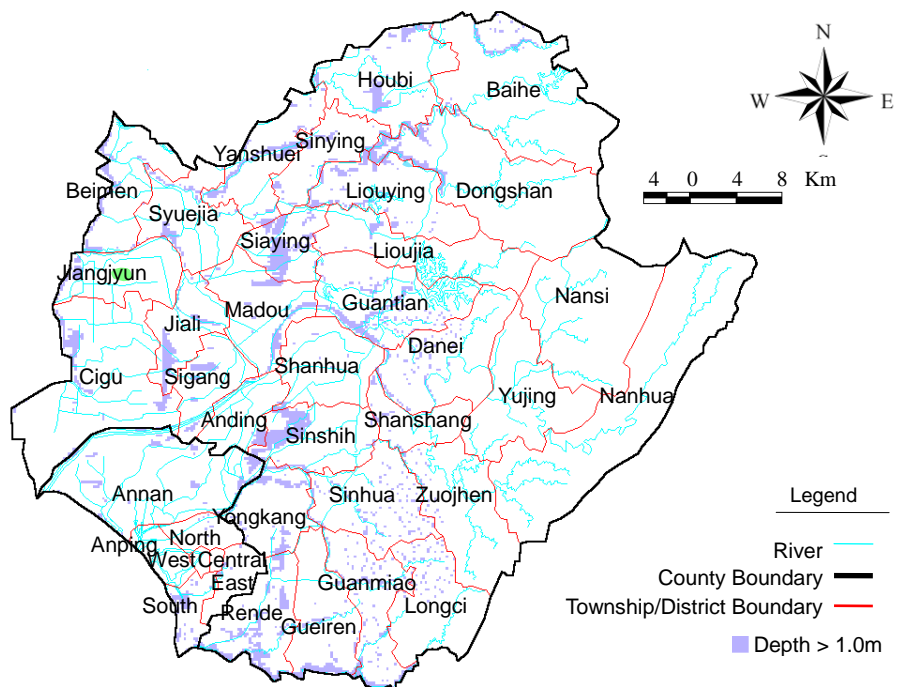 N
W E
S
4 0 4 8 Km
Houbi
Baihe
Sinying
Yanshuei
Beimen
Liouying
Dongshan
Syuejia
Siaying
Lioujia
Jiangjyun
Nansi
Guantian
Madou
Jiali
Danei
Shanhua
Cigu
Sigang
Yujing
Nanhua
Anding
Shanshang
Sinshih
Annan
Sinhua
Zuojhen
Yongkang
North
Anping
West Central
East
Guanmiao
South
Rende
Longci
Gueiren
Legend
River
County Boundary
Township/District Boundary
Depth > 1.0m